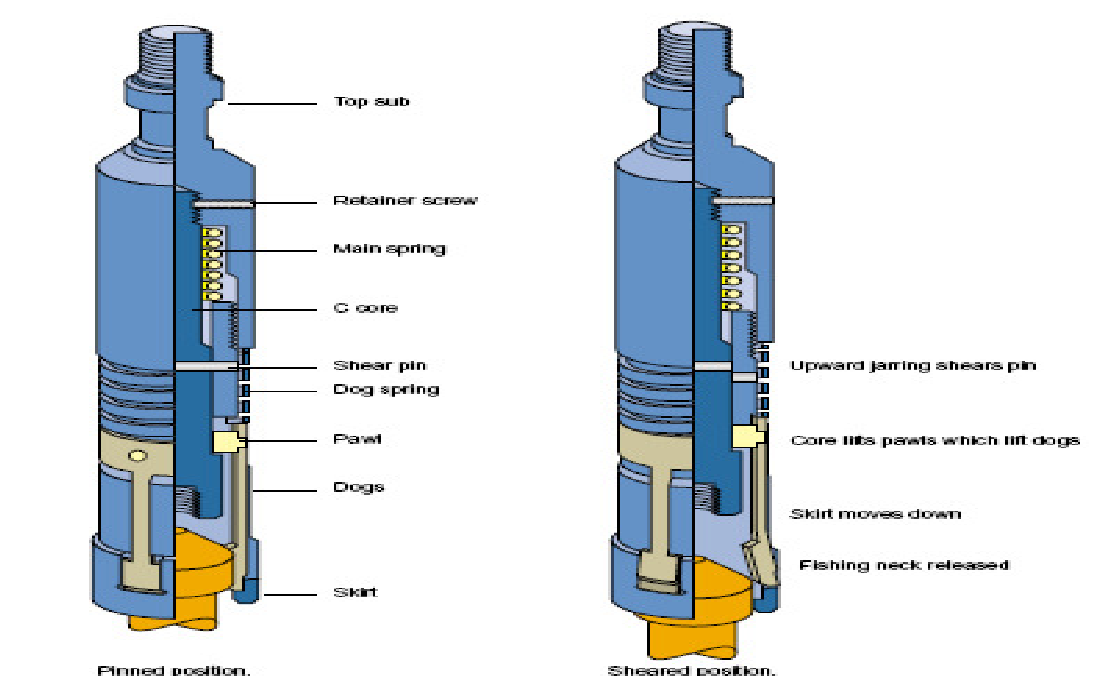 Top sub
Retainer screw
Main spring
C core
Shear pin
Dog spring
Pawl
Dogs
Skirt
Pinned position.
Upward jarring shears pin
Core lifts pawls which lift dogs
Skirt moves down
Fishing neck released
Sheared position.